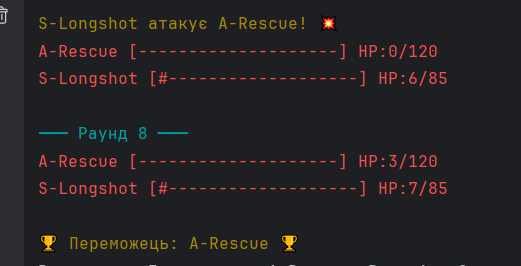 S-Longshot атакує A-Rescue! 💥
A-Rescue [--------------------] HP:0/120
S-Longshot [#-------------------] HP:6/85
─── Раунд 8 ───
A-Rescue [--------------------] HP:3/120
S-Longshot [#-------------------] HP:7/85
🏆 Переможець: A-Rescue 🏆